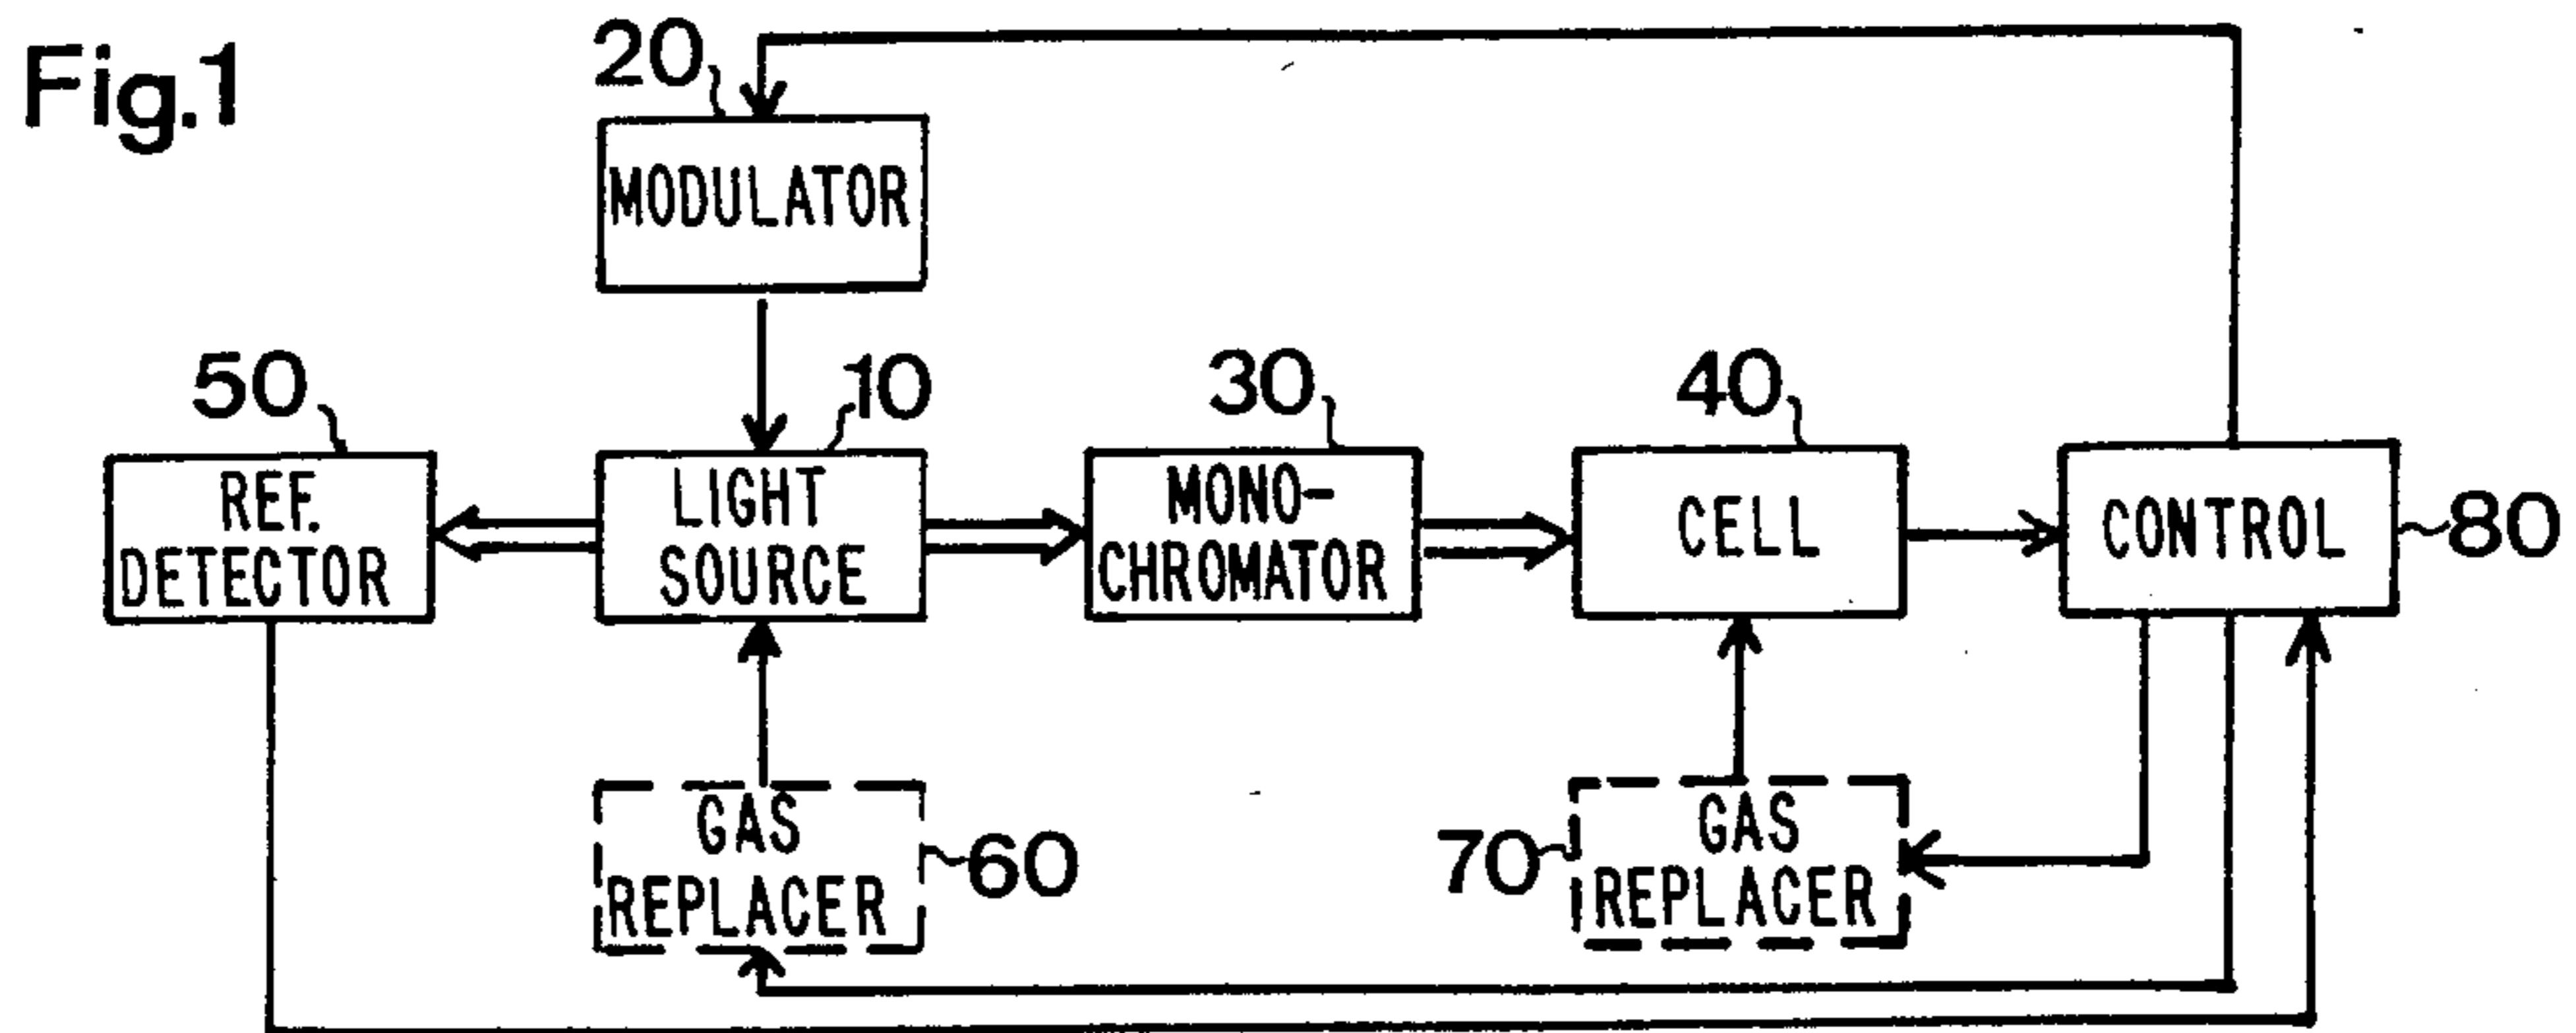 Fig.1
20
MODULATOR
50
REF.
DETECTOR
10
LIGHT
SOURCE
30
MONO-
CHROMATOR
40
CELL
CONTROL
80
GAS
REPLACER
60
70
GAS
REPLACER